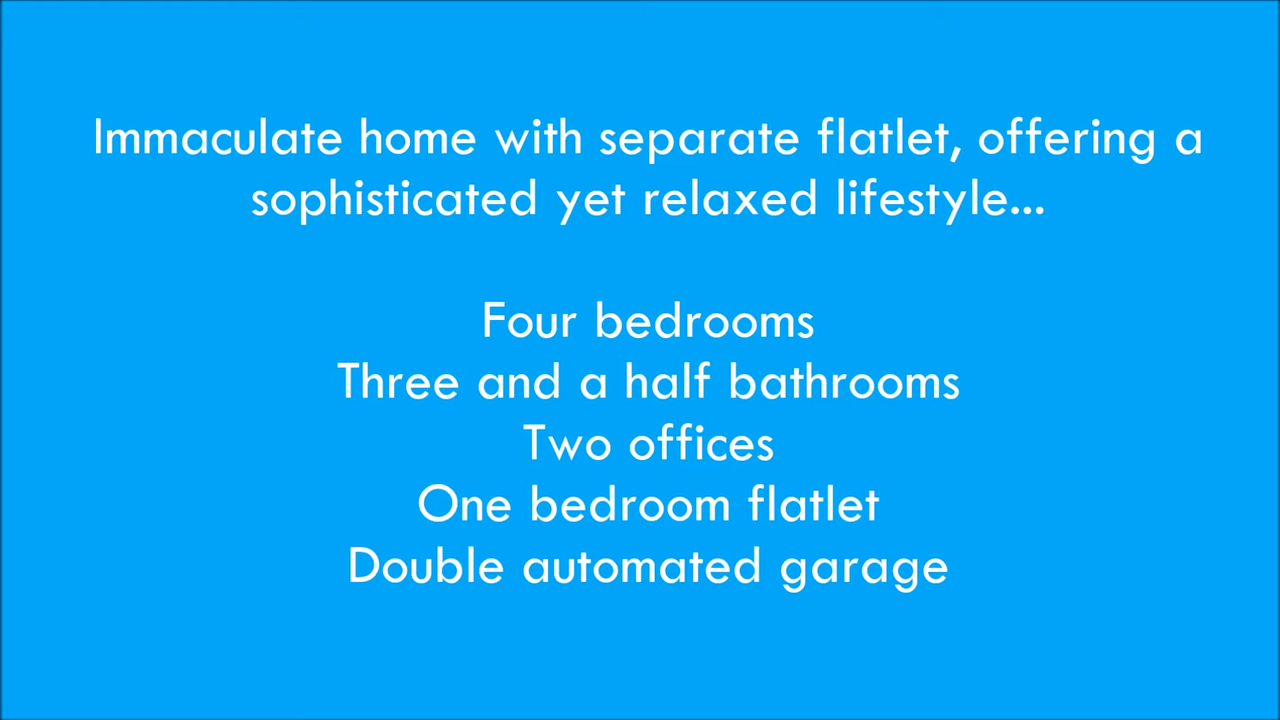 Immaculate home with separate flatlet, offering a
sophisticated yet relaxed lifestyle...
Four bedrooms
Three and a half bathrooms
Two offices
One bedroom flatlet
Double automated garage